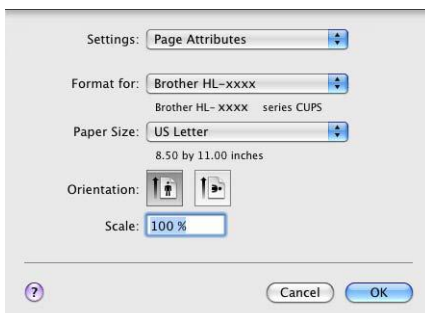 Settings: Page Attributes
Format for: Brother HL-xxxx
Brother HL- xxxx series CUPS
Paper Size: US Letter
8.50 by 11.00 inches
Orientation:
Scale: 100 %
? Cancel OK